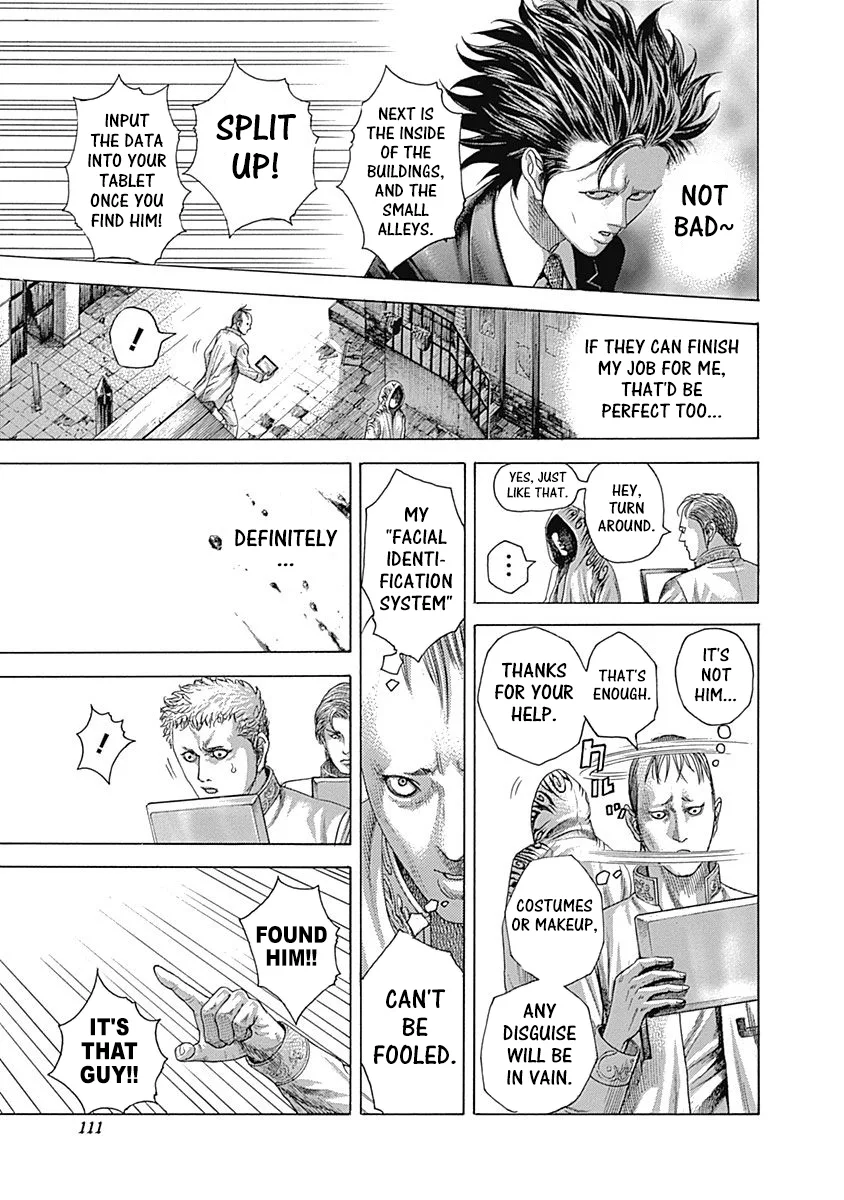 NOT
BAD~
NEXT IS
THE INSIDE
OF THE
BUILDINGS,
AND THE
SMALL
ALLEYS.
SPLIT
UP!
INPUT
THE DATA
INTO YOUR
TABLET
ONCE YOU
FIND HIM!
IF THEY CAN FINISH
MY JOB FOR ME,
THAT'D BE
PERFECT TOO...
!
HEY,
TURN
AROUND.
YES, JUST
LIKE THAT.
...
IT'S
NOT
HIM...
THAT'S
ENOUGH.
THANKS
FOR YOUR
HELP.
クルルッ
COSTUMES
OR MAKEUP,
ANY
DISGUISE
WILL BE
IN VAIN.
MY
"FACIAL
IDENTI-
FICATION
SYSTEM"
CAN'T
BE
FOOLED.
DEFINITELY
...
!
FOUND
HIM!!
IT'S
THAT
GUY!!
111